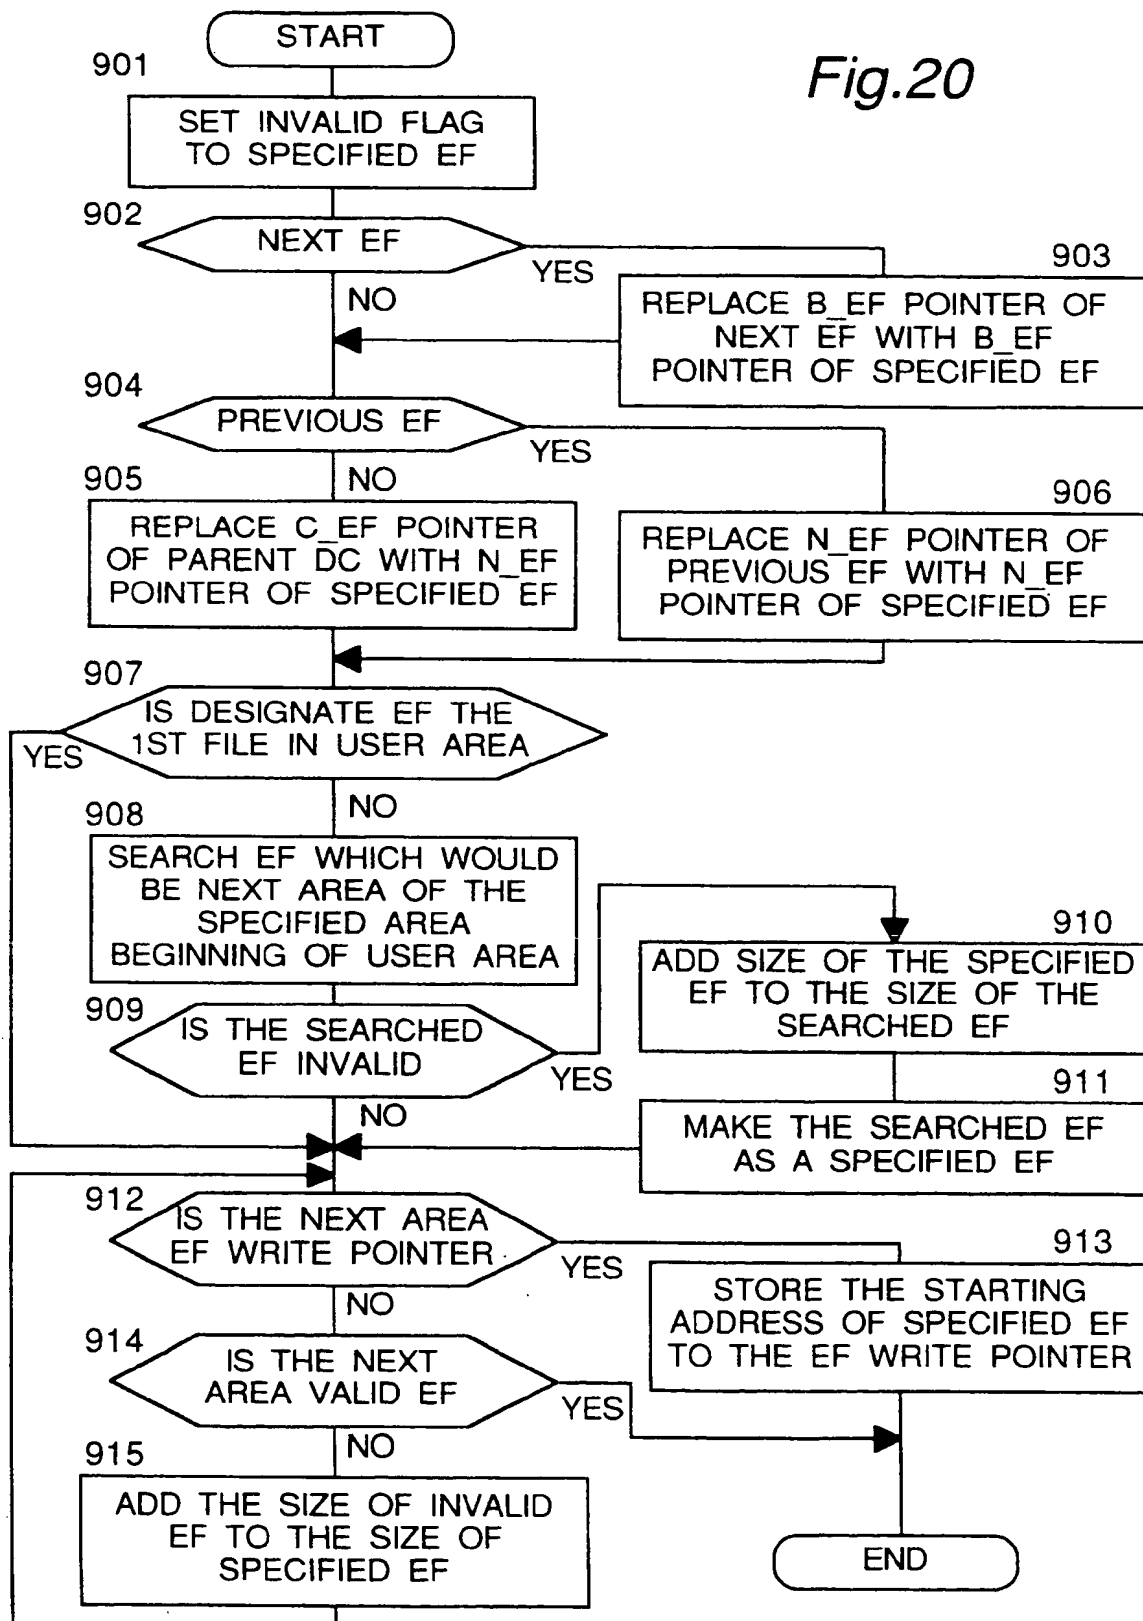 START
Fig.20
901
SET INVALID FLAG
TO SPECIFIED EF
902
NEXT EF
YES
NO
903
REPLACE B_EF POINTER OF
NEXT EF WITH B_EF
POINTER OF SPECIFIED EF
904
PREVIOUS EF
YES
NO
905
REPLACE C_EF POINTER
OF PARENT DC WITH N_EF
POINTER OF SPECIFIED EF
906
REPLACE N_EF POINTER OF
PREVIOUS EF WITH N_EF
POINTER OF SPECIFIED EF
907
IS DESIGNATE EF THE
1ST FILE IN USER AREA
YES
NO
908
SEARCH EF WHICH WOULD
BE NEXT AREA OF THE
SPECIFIED AREA
BEGINNING OF USER AREA
909
IS THE SEARCHED
EF INVALID
YES
NO
910
ADD SIZE OF THE SPECIFIED
EF TO THE SIZE OF THE
SEARCHED EF
911
MAKE THE SEARCHED EF
AS A SPECIFIED EF
912
IS THE NEXT AREA
EF WRITE POINTER
YES
NO
913
STORE THE STARTING
ADDRESS OF SPECIFIED EF
TO THE EF WRITE POINTER
914
IS THE NEXT
AREA VALID EF
YES
NO
915
ADD THE SIZE OF INVALID
EF TO THE SIZE OF
SPECIFIED EF
END